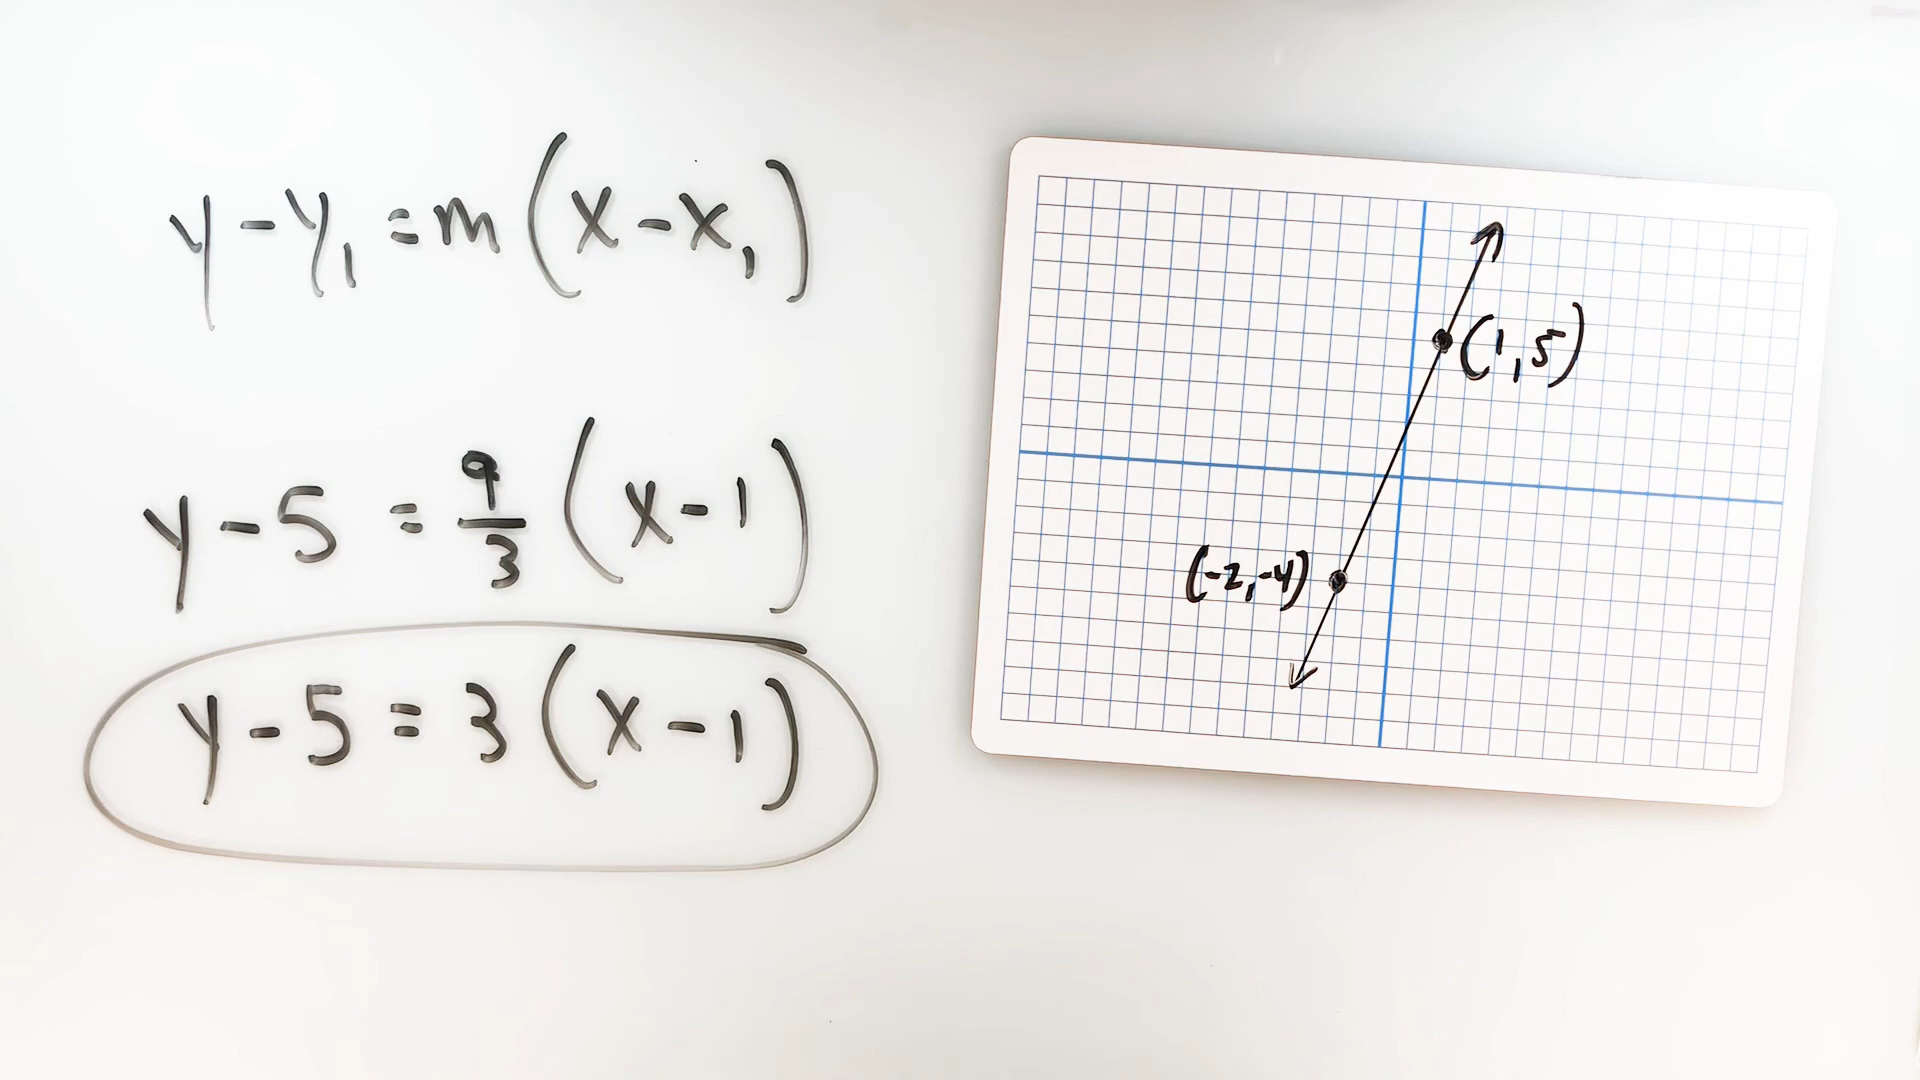 y - y₁ = m(x - x₁)
y - 5 = 9/3 (x - 1)
y - 5 = 3(x - 1)
(1,5)
(-2,-4)